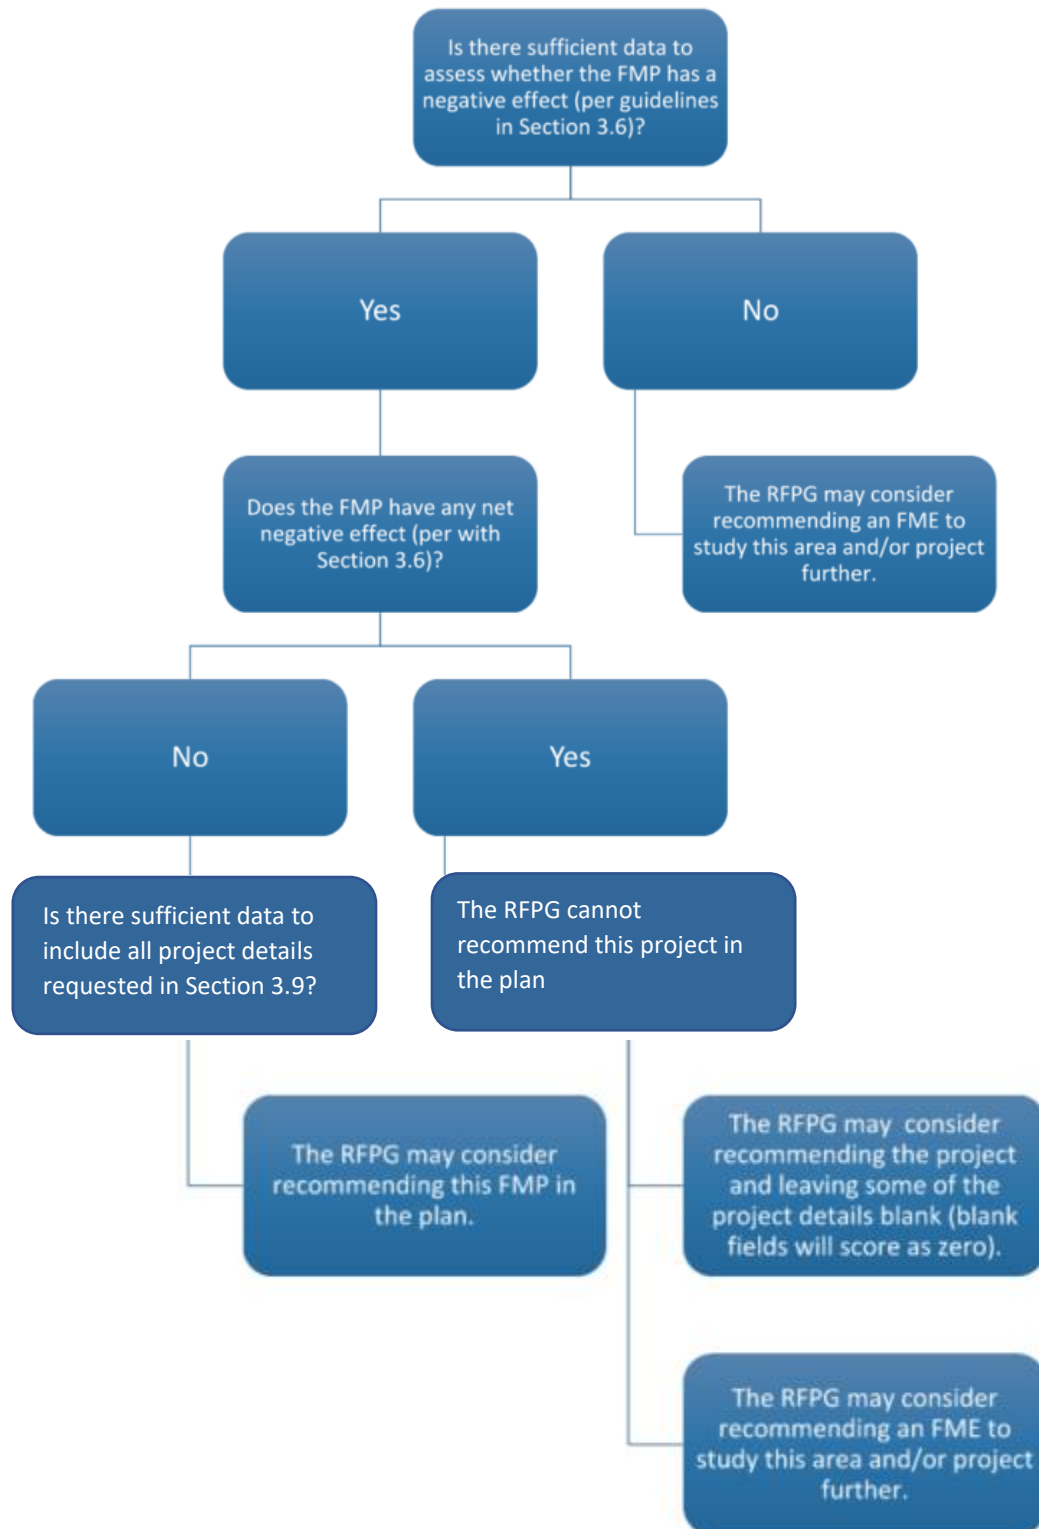 Is there sufficient data to
assess whether the FMP has a
negative effect (per guidelines
in Section 3.6)?
Yes
No
Does the FMP have any net
negative effect (per with
Section 3.6)?
The RFPG may consider
recommending an FME to
study this area and/or project
further.
No
Yes
Is there sufficient data to
include all project details
requested in Section 3.9?
The RFPG cannot
recommend this project in
the plan
The RFPG may consider
recommending this FMP in
the plan.
The RFPG may consider
recommending the project
and leaving some of the
project details blank (blank
fields will score as zero).
The RFPG may consider
recommending an FME to
study this area and/or project
further.